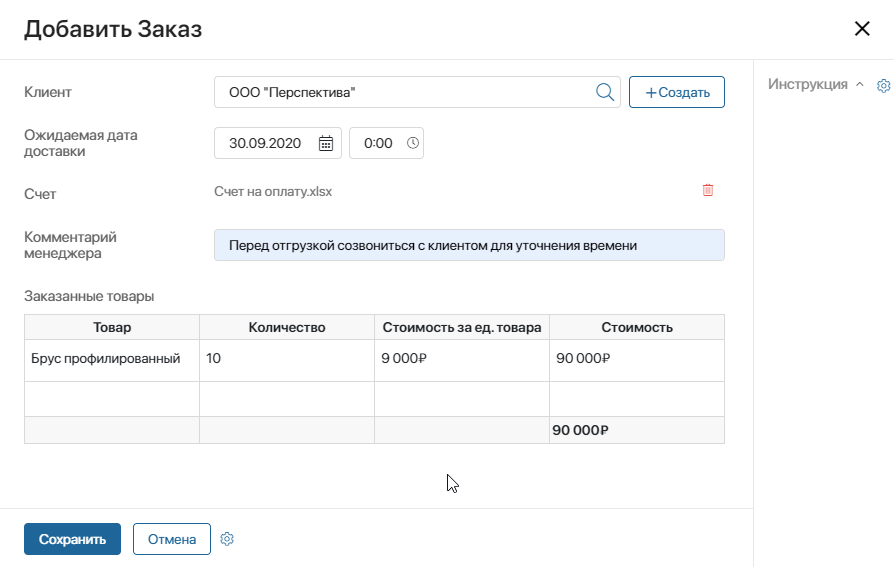 Добавить Заказ
Клиент
ООО "Перспектива"
+Создать
Инструкция
Ожидаемая дата
доставки
30.09.2020
0:00
Счет
Счет на оплату.xlsx
Комментарий
менеджера
Перед отгрузкой созвониться с клиентом для уточнения времени
Заказанные товары
Товар Количество Стоимость за ед. товара Стоимость
Брус профилированный 10 9 000₽ 90 000₽
90 000₽
Сохранить Отмена